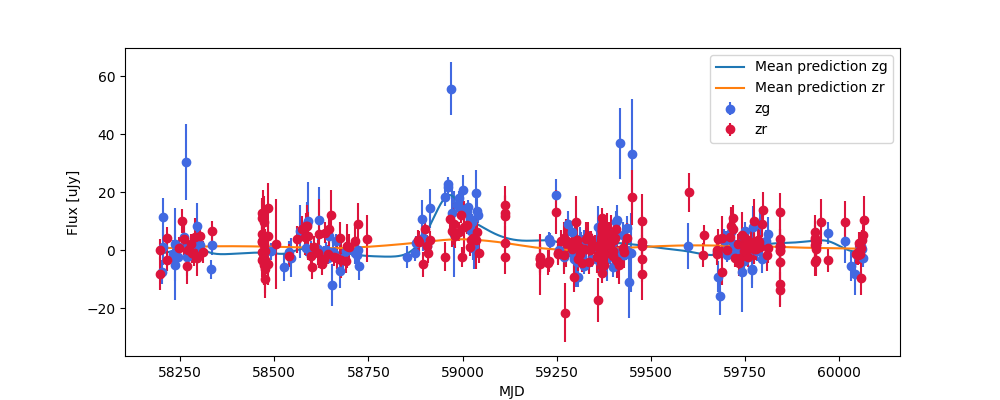 Mean prediction zg
Mean prediction zr
zg
zr
60
40
20
0
−20
Flux [uJy]
58250 58500 58750 59000 59250 59500 59750 60000
MJD